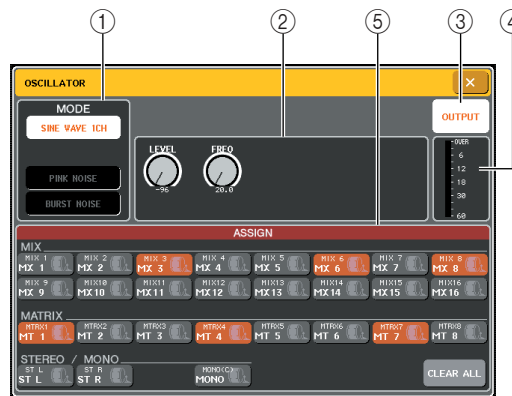 ① ② ⑤ ③ ④
OSCILLATOR ×
MODE
SINE WAVE 1CH
OUTPUT
PINK NOISE
BURST NOISE
LEVEL FREQ
-96 20.0
OVER
6
12
18
30
60
ASSIGN
MIX
MIX 1 MIX 2 MIX 3 MIX 4 MIX 5 MIX 6 MIX 7 MIX 8
MX 1 MX 2 MX 3 MX 4 MX 5 MX 6 MX 7 MX 8
MIX 9 MIX10 MIX11 MIX12 MIX13 MIX14 MIX15 MIX16
MX 9 MX10 MX11 MX12 MX13 MX14 MX15 MX16
MATRIX
MTRX1 MTRX2 MTRX3 MTRX4 MTRX5 MTRX6 MTRX7 MTRX8
MT 1 MT 2 MT 3 MT 4 MT 5 MT 6 MT 7 MT 8
STEREO / MONO
ST L ST R MONO(C)
ST L ST R MONO
CLEAR ALL